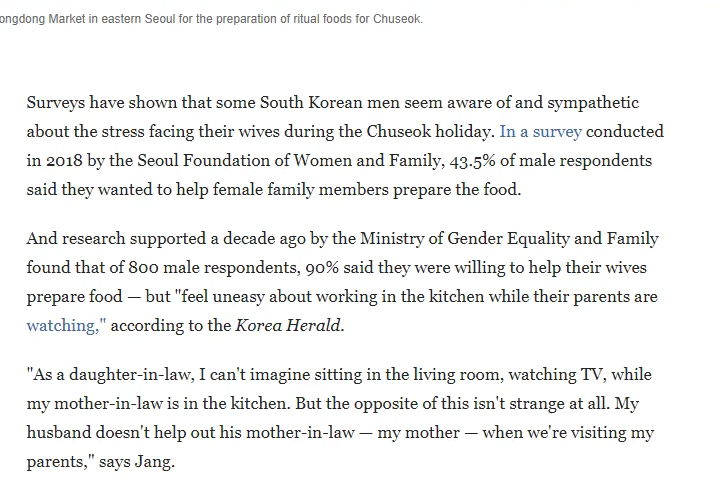 ongdong Market in eastern Seoul for the preparation of ritual foods for Chuseok.
Surveys have shown that some South Korean men seem aware of and sympathetic
about the stress facing their wives during the Chuseok holiday. In a survey conducted
in 2018 by the Seoul Foundation of Women and Family, 43.5% of male respondents
said they wanted to help female family members prepare the food.
And research supported a decade ago by the Ministry of Gender Equality and Family
found that of 800 male respondents, 90% said they were willing to help their wives
prepare food — but "feel uneasy about working in the kitchen while their parents are
watching," according to the Korea Herald.
"As a daughter-in-law, I can't imagine sitting in the living room, watching TV, while
my mother-in-law is in the kitchen. But the opposite of this isn't strange at all. My
husband doesn't help out his mother-in-law — my mother — when we're visiting my
parents," says Jang.